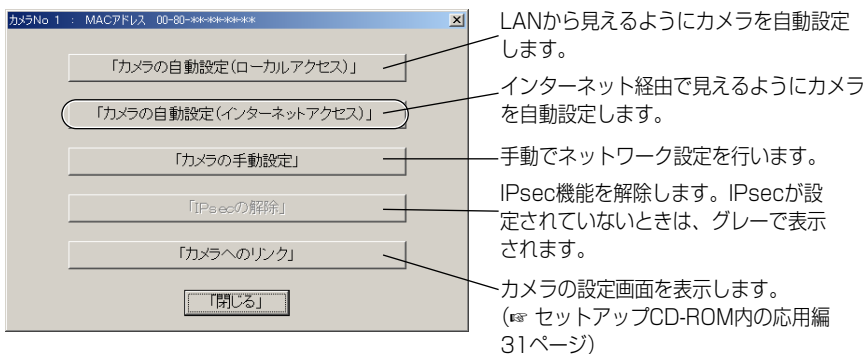 カメラNo 1 ： MACアドレス 00-80-**-**-**-**
「カメラの自動設定(ローカルアクセス)」
「カメラの自動設定(インターネットアクセス)」
「カメラの手動設定」
「IPsecの解除」
「カメラへのリンク」
「閉じる」
LANから見えるようにカメラを自動設定
します。
インターネット経由で見えるようにカメラ
を自動設定します。
手動でネットワーク設定を行います。
IPsec機能を解除します。IPsecが設
定されていないときは、グレーで表示
されます。
カメラの設定画面を表示します。
(☞ セットアップCD-ROM内の応用編
31ページ)